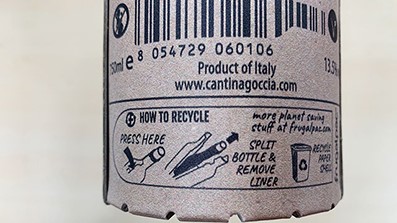 8 054729 060106
750ml e
13.5%
Product of Italy
www.cantinagoccia.com
HOW TO RECYCLE
more planet saving
stuff at frugalpac.com
PRESS HERE
SPLIT
BOTTLE &
REMOVE
LINER
RECYCLE
PAPER
SHELL
frugalpac